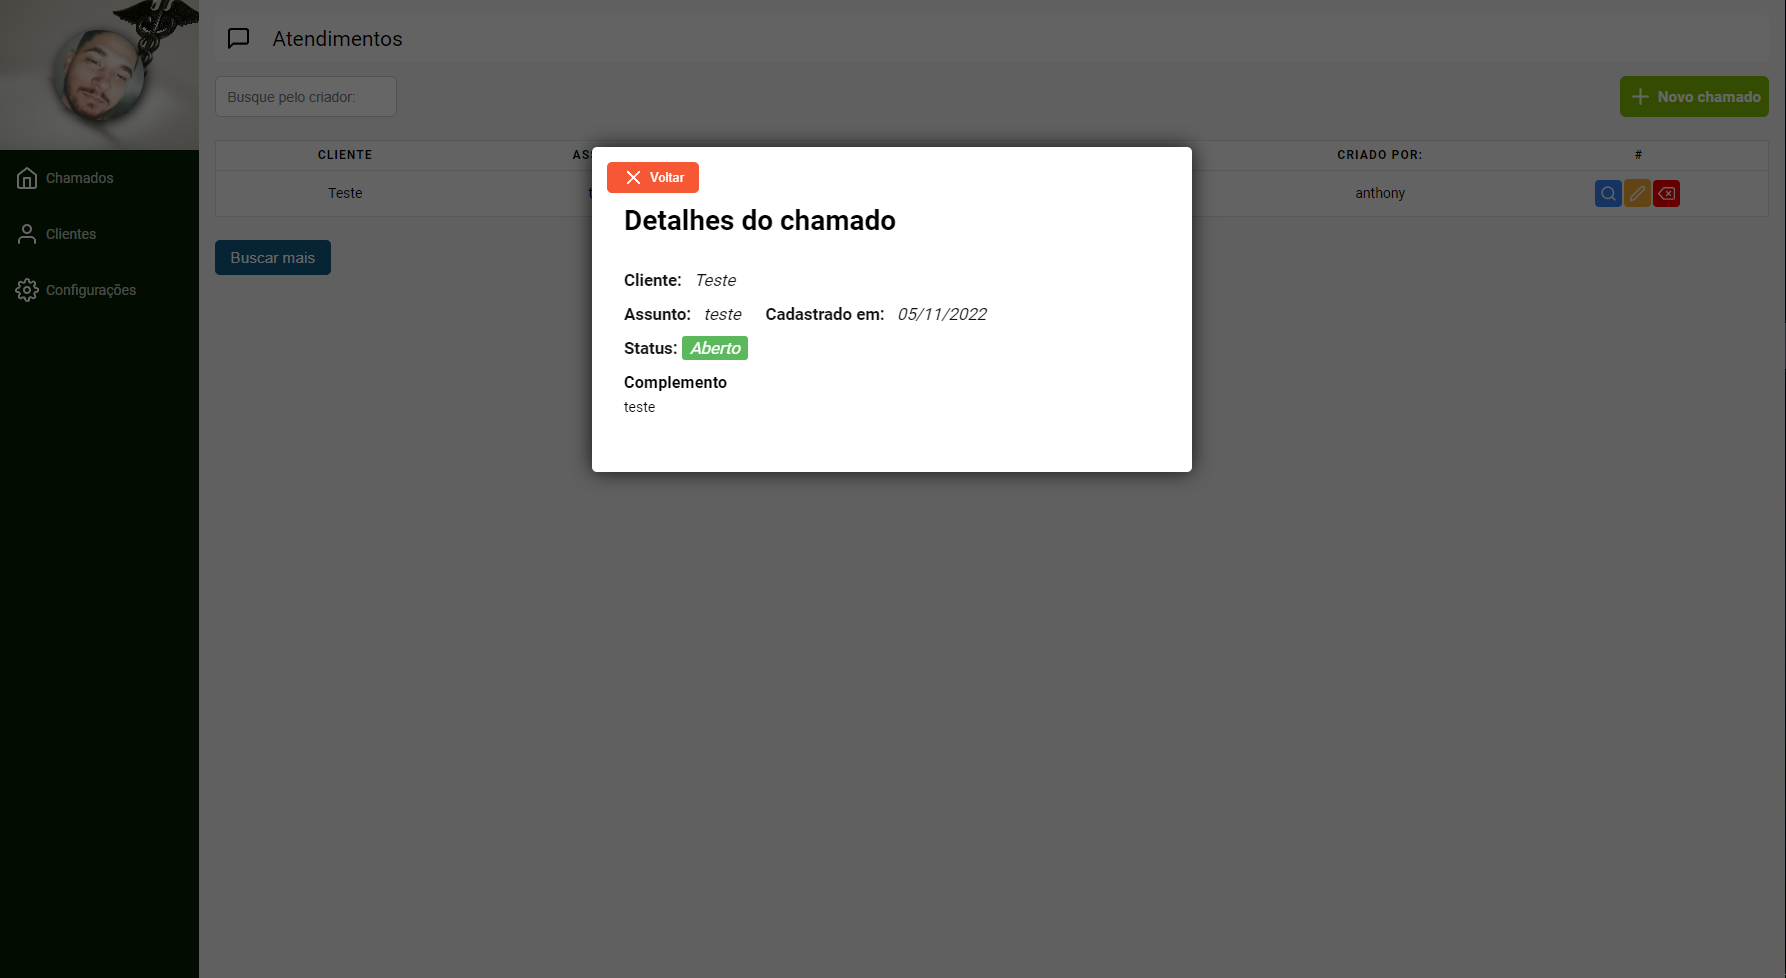 Atendimentos
Busque pelo criador:
Novo chamado
CLIENTE
CRIADO POR:
#
Teste
anthony
Chamados
Clientes
Configurações
Buscar mais
Voltar
Detalhes do chamado
Cliente: Teste
Assunto: teste Cadastrado em: 05/11/2022
Status: Aberto
Complemento
teste